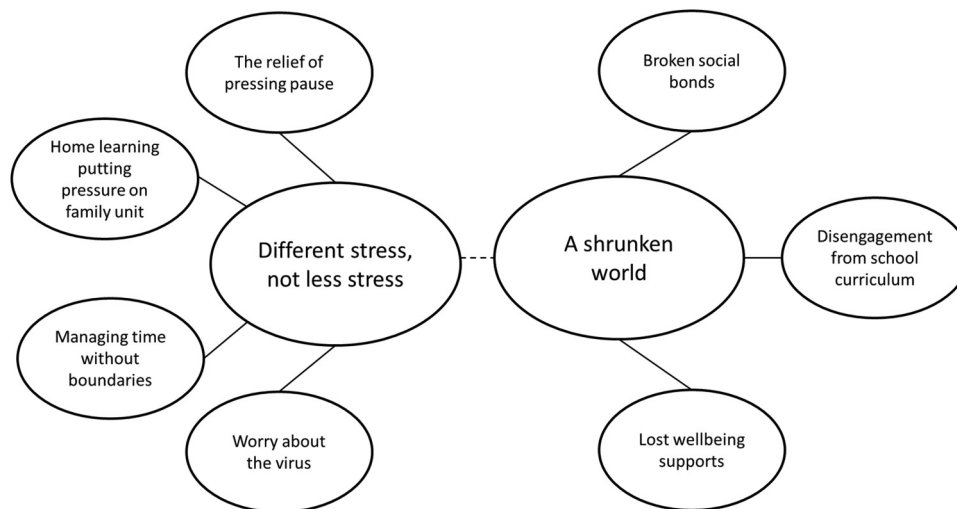 The relief of
pressing pause
Home learning
putting
pressure on
family unit
Different stress,
not less stress
Managing time
without
boundaries
Worry about
the virus
Broken social
bonds
A shrunken
world
Disengagement
from school
curriculum
Lost wellbeing
supports